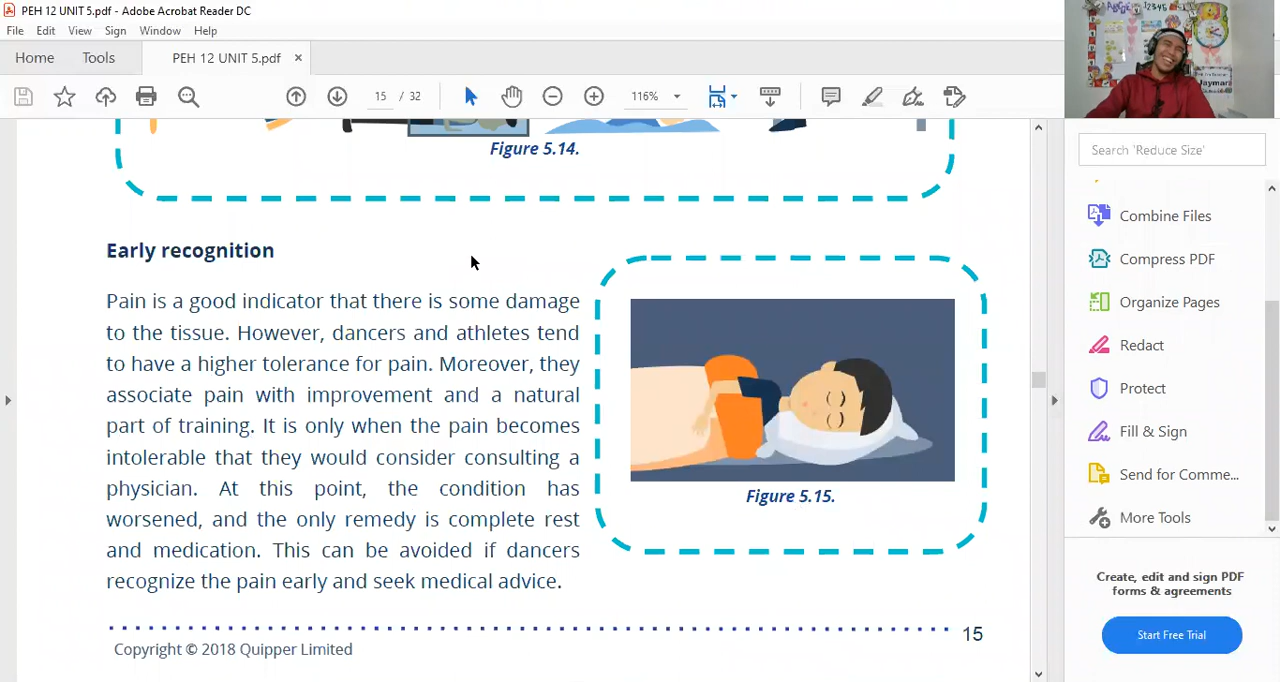 PEH 12 UNIT 5.pdf - Adobe Acrobat Reader DC
File Edit View Sign Window Help
Home Tools PEH 12 UNIT 5.pdf ×
15 / 32 116%
Search 'Reduce Size'
Figure 5.14.
Early recognition
Pain is a good indicator that there is some damage
to the tissue. However, dancers and athletes tend
to have a higher tolerance for pain. Moreover, they
associate pain with improvement and a natural
part of training. It is only when the pain becomes
intolerable that they would consider consulting a
physician. At this point, the condition has
worsened, and the only remedy is complete rest
and medication. This can be avoided if dancers
recognize the pain early and seek medical advice.
Figure 5.15.
15
Copyright © 2018 Quipper Limited
Combine Files
Compress PDF
Organize Pages
Redact
Protect
Fill & Sign
Send for Comme...
More Tools
Create, edit and sign PDF
forms & agreements
Start Free Trial